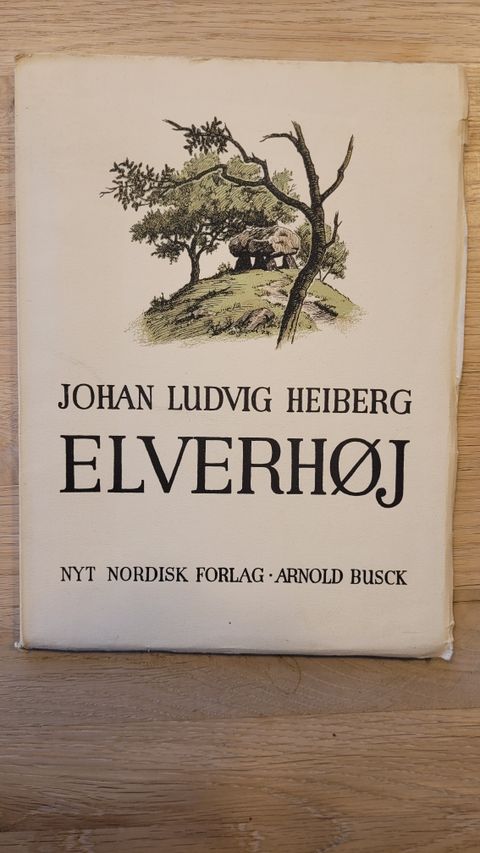 JOHAN LUDVIG HEIBERG
ELVERHØJ
NYT NORDISK FORLAG · ARNOLD BUSCK